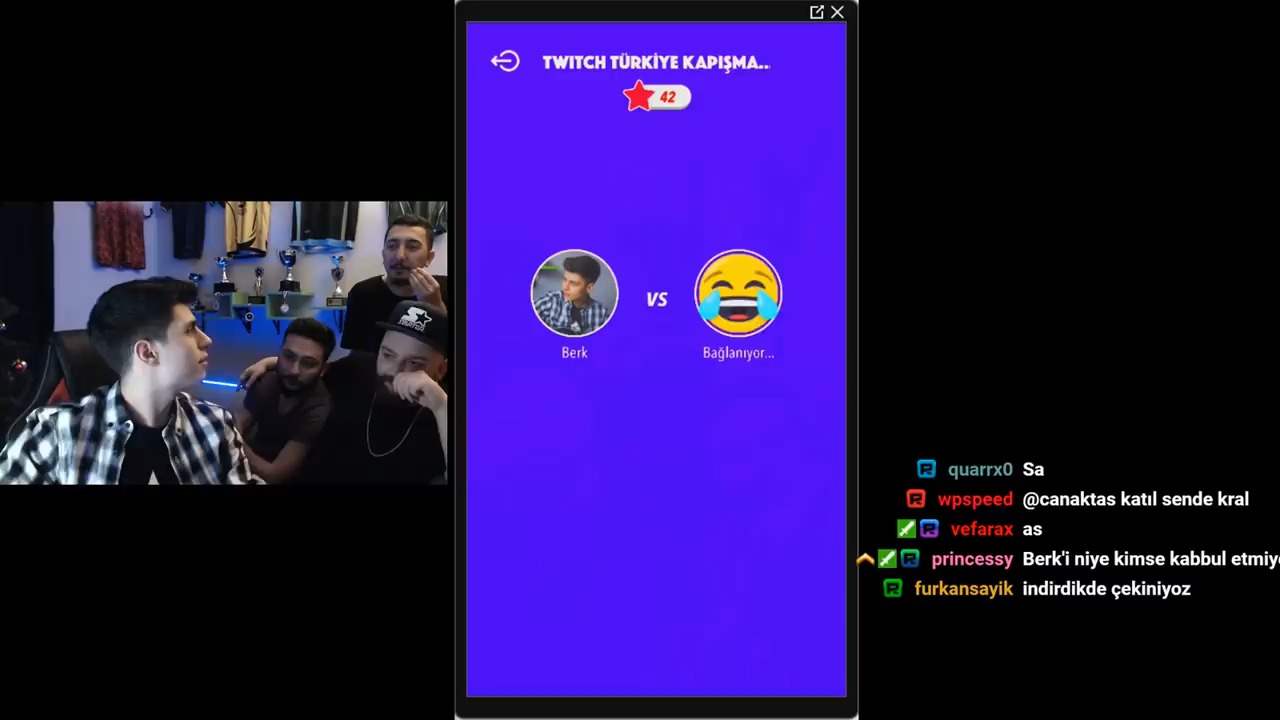 TWITCH TÜRKİYE KAPIŞMA..
42
Berk
VS
Bağlanıyor...
quarrx0 Sa
wpspeed @canaktas katıl sende kral
vefarax as
princessy Berk'i niye kimse kabbul etmiy
furkansayik indirdikde çekiniyoz